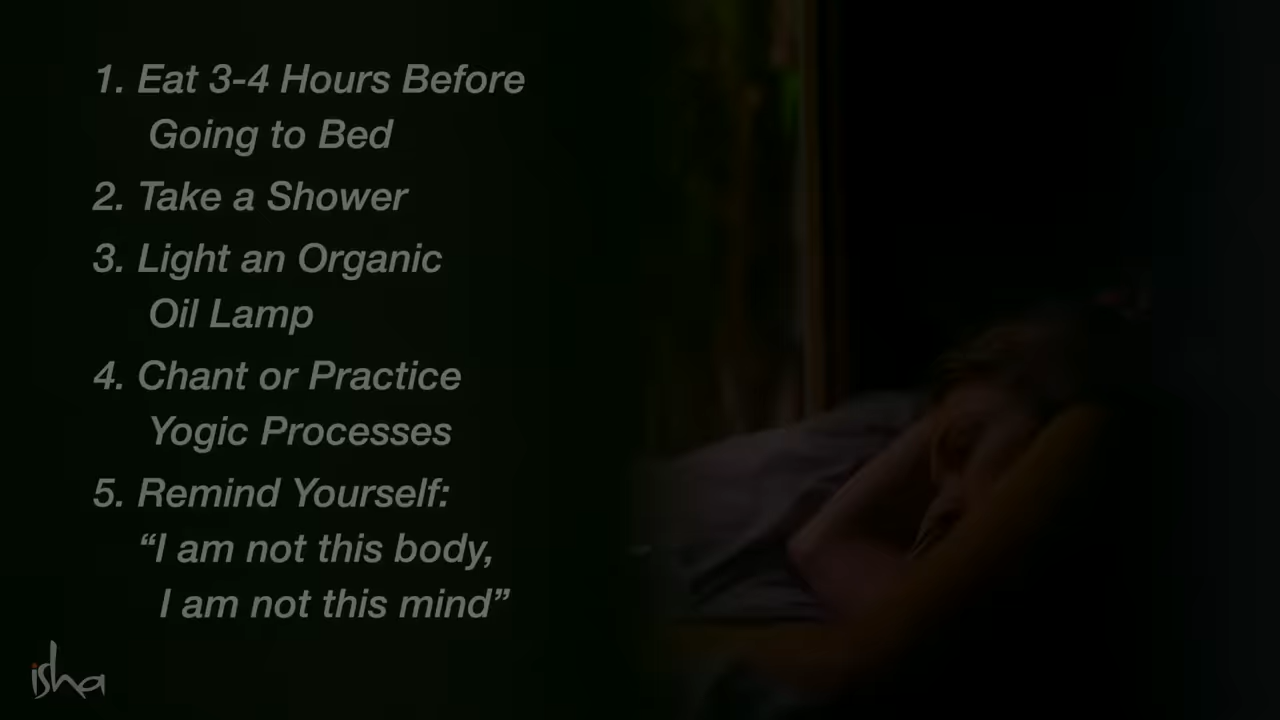 1. Eat 3-4 Hours Before
Going to Bed
2. Take a Shower
3. Light an Organic
Oil Lamp
4. Chant or Practice
Yogic Processes
5. Remind Yourself:
“I am not this body,
I am not this mind”
isha